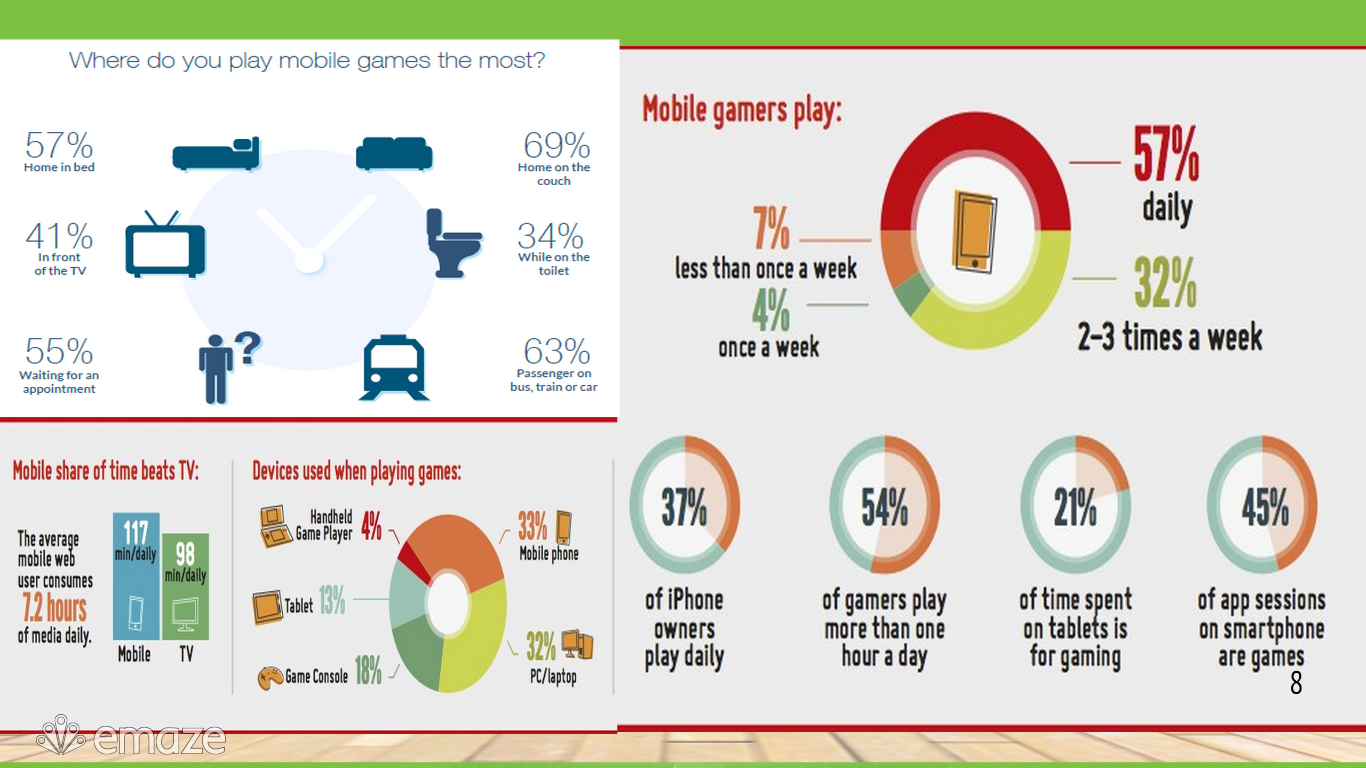 Where do you play mobile games the most?
57%
Home in bed
69%
Home on the
couch
41%
In front
of the TV
34%
While on the
toilet
55%
Waiting for an
appointment
?
63%
Passenger on
bus, train or car
Mobile gamers play:
57%
daily
7%
less than once a week
32%
2-3 times a week
4%
once a week
Mobile share of time beats TV:
The average
mobile web
user consumes
7.2 hours
of media daily.
117
min/daily
98
min/daily
Mobile
TV
Devices used when playing games:
Handheld
Game Player
4%
33%
Mobile phone
Tablet 13%
32%
PC/laptop
Game Console 18%
37%
of iPhone
owners
play daily
54%
of gamers play
more than one
hour a day
21%
of time spent
on tablets is
for gaming
45%
of app sessions
on smartphone
are games
8
emaze